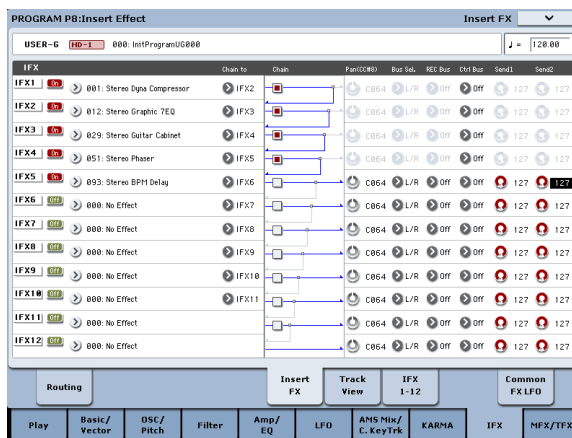 PROGRAM P8:Insert Effect Insert FX
USER-G HD-1 000: InitProgramUG000 ♩ = 120.00
IFX Chain to Chain Pan(CC#8) Bus Sel. REC Bus Ctrl Bus Send1 Send2
IFX1 On 001: Stereo Dyna Compressor IFX2 C064 L/R Off Off 127 127
IFX2 On 012: Stereo Graphic 7EQ IFX3 C064 L/R Off Off 127 127
IFX3 On 029: Stereo Guitar Cabinet IFX4 C064 L/R Off Off 127 127
IFX4 On 051: Stereo Phaser IFX5 C064 L/R Off Off 127 127
IFX5 On 093: Stereo BPM Delay IFX6 C064 L/R Off Off 127 127
IFX6 Off 000: No Effect IFX7 C064 L/R Off Off 127 127
IFX7 Off 000: No Effect IFX8 C064 L/R Off Off 127 127
IFX8 Off 000: No Effect IFX9 C064 L/R Off Off 127 127
IFX9 Off 000: No Effect IFX10 C064 L/R Off Off 127 127
IFX10 Off 000: No Effect IFX11 C064 L/R Off Off 127 127
IFX11 Off 000: No Effect C064 L/R Off Off 127 127
IFX12 Off 000: No Effect C064 L/R Off Off 127 127
Routing Insert FX Track View IFX 1-12 Common FX LFO
Play Basic/Vector OSC/Pitch Filter Amp/EQ LFO AMS Mix/C.KeyTrk KARMA IFX MFX/TFX